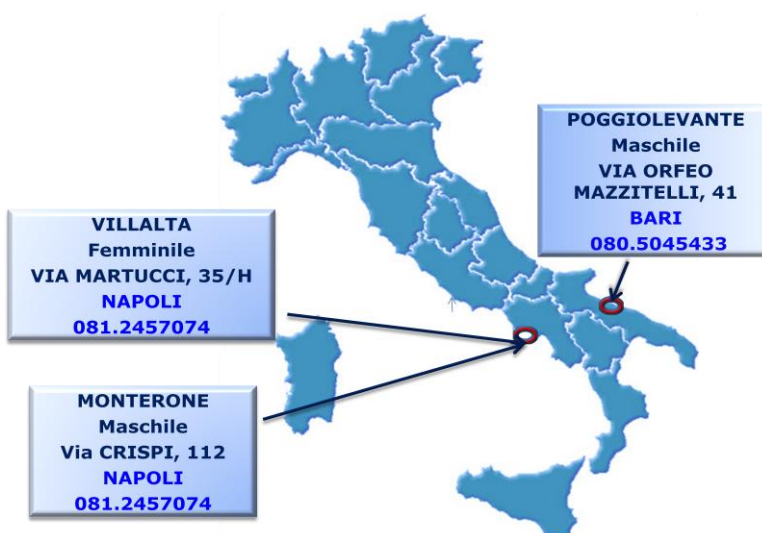 POGGIOLEVANTE
Maschile
VIA ORFEO
MAZZITELLI, 41
BARI
080.5045433
VILLALTA
Femminile
VIA MARTUCCI, 35/H
NAPOLI
081.2457074
MONTERONE
Maschile
Via CRISPI, 112
NAPOLI
081.2457074